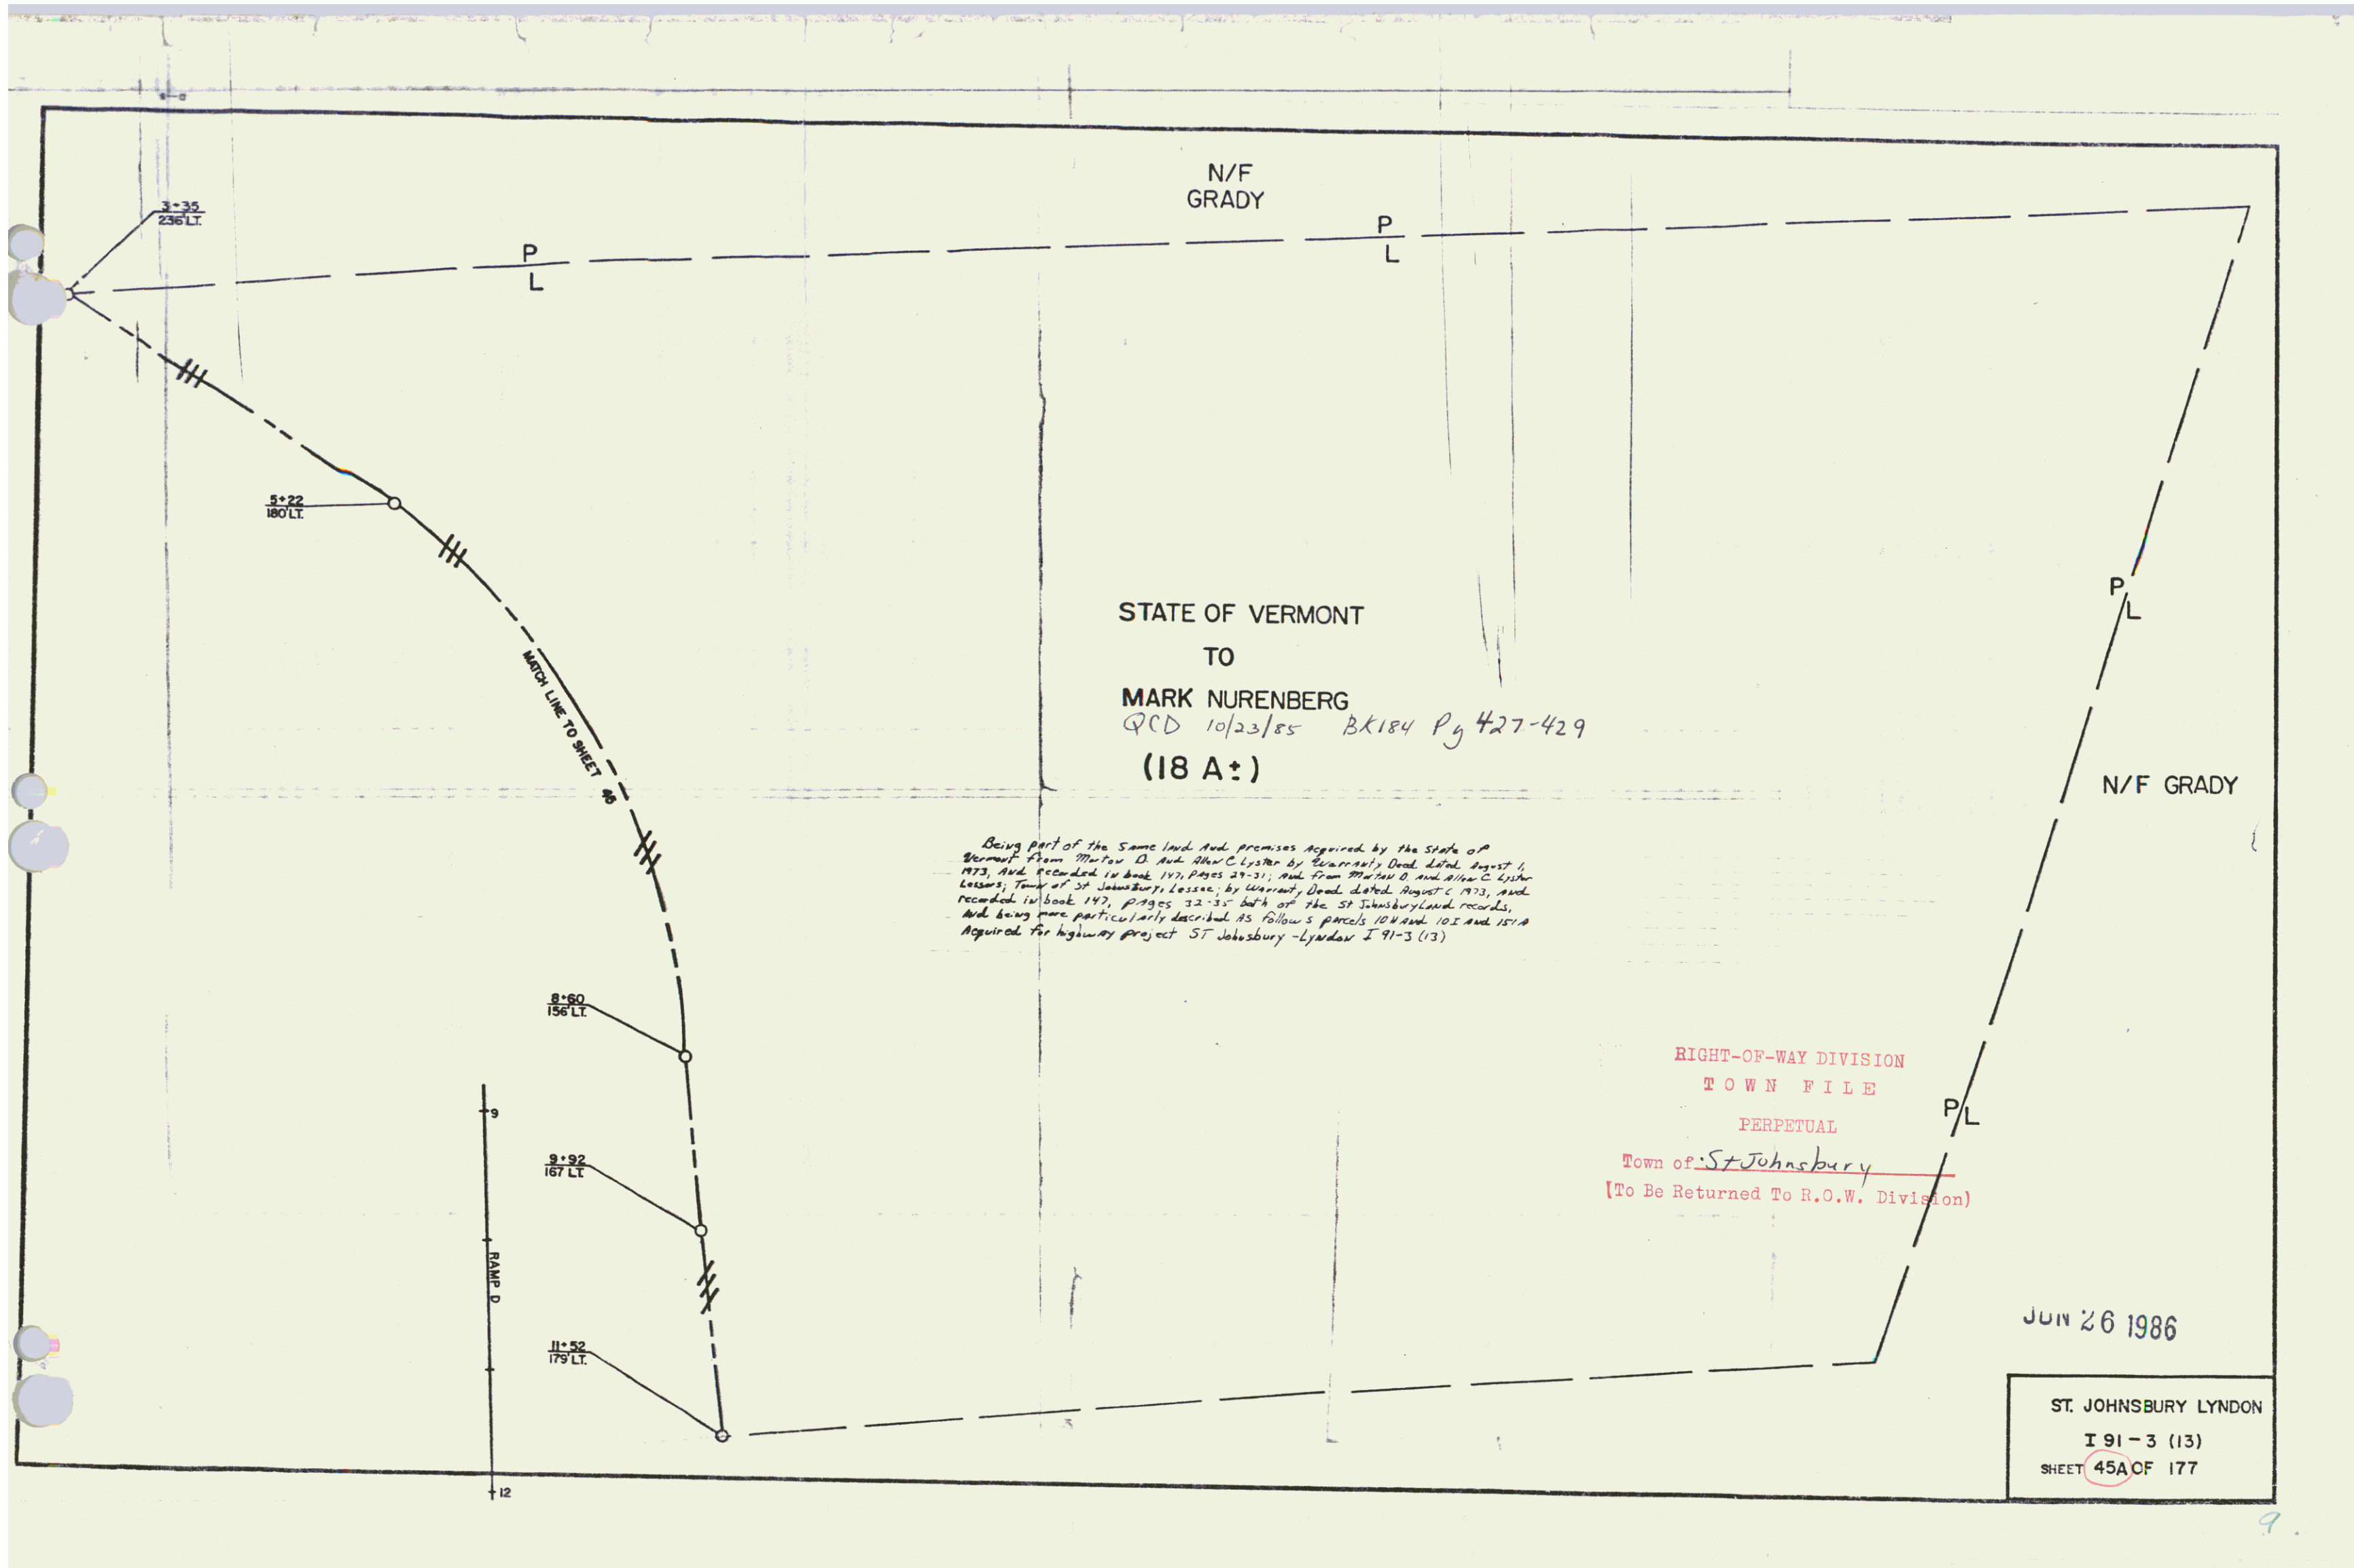 N/F
GRADY
3+35
236'LT.
P
L
P
L
5+22
180'LT.
STATE OF VERMONT
TO
MARK NURENBERG
QCD 10/23/85 BK184 Pg 427-429
(18 A±)
P
L
MATCH LINE TO SHEET 46
N/F GRADY
Being part of the same land and premises acquired by the State of
Vermont from Morton D. and Allen C Lyster by Warranty Deed dated August 1,
1973, and recorded in book 147, pages 29-31; and from Morton D. and Allen C. Lyster
Lessors; Town of St Johnsbury, Lessee; by Warranty Deed dated August 1973, and
recorded in book 147, pages 32-35 both of the St Johnsbury Land records,
and being more particularly described as follows parcels 10H and 10I and 151A
Acquired for highway project ST Johnsbury-Lyndon I 91-3 (13)
8+60
156'LT.
RIGHT-OF-WAY DIVISION
TOWN FILE
PERPETUAL
Town of St Johnsbury
(To Be Returned To R.O.W. Division)
P
L
9
9+92
167 LT.
RAMP D
11+52
179'LT.
12
JUN 26 1986
ST. JOHNSBURY LYNDON
I 91-3 (13)
SHEET 45A OF 177
9